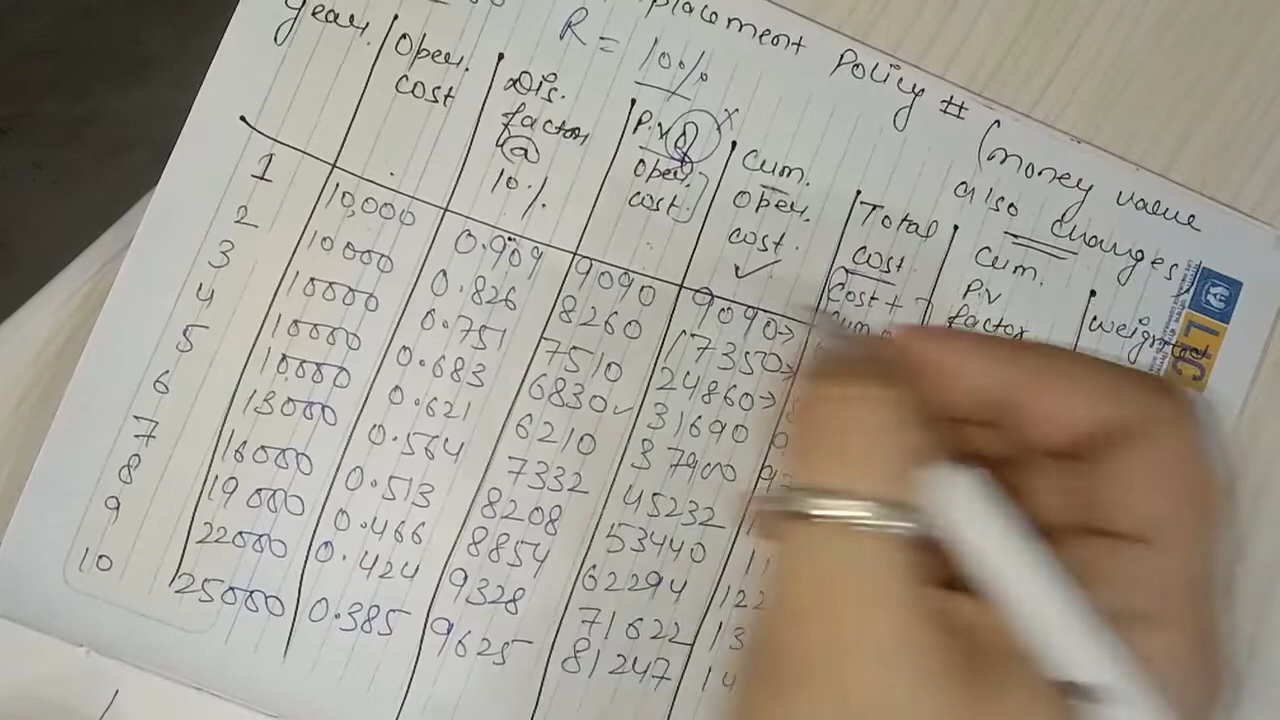 placement Policy # (money value
also changes
R = 10%
Year. | Oper. cost | Dis. factor @ 10% | P.V of Oper. cost | Cum. Oper. cost | Total cost Cost + | Cum. P.V factor | weighted
1 10,000 0.909 9090 9090
2 10000 0.826 8260 17350
3 10000 0.751 7510 24860
4 10000 0.683 6830 31690
5 10000 0.621 6210 37900
6 13000 0.564 7332 45232
7 16000 0.513 8208 53440
8 19000 0.466 8854 62294
9 22000 0.424 9328 71622
10 25000 0.385 9625 81247